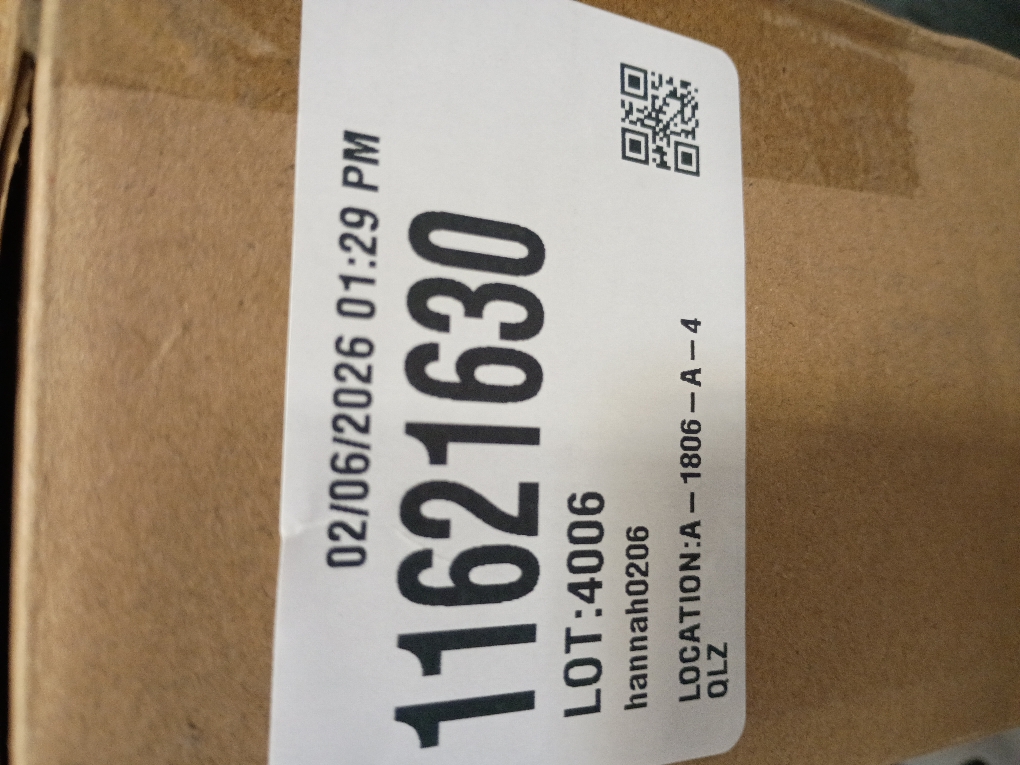 02/06/2026 01:29 PM
11621630
LOT:4006
hannah0206
LOCATION:A-1806-A-4
QLZ